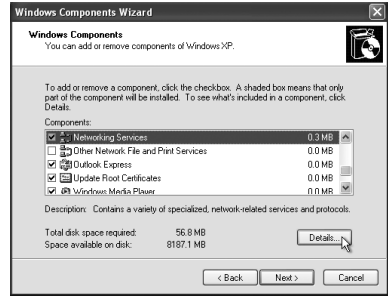 Windows Components Wizard
Windows Components
You can add or remove components of Windows XP.
To add or remove a component, click the checkbox. A shaded box means that only
part of the component will be installed. To see what's included in a component, click
Details.
Components:
Networking Services 0.3 MB
Other Network File and Print Services 0.0 MB
Outlook Express 0.0 MB
Update Root Certificates 0.0 MB
Windows Media Player 0.0 MB
Description: Contains a variety of specialized, network-related services and protocols.
Total disk space required: 56.8 MB
Space available on disk: 8187.1 MB
Details...
< Back Next > Cancel